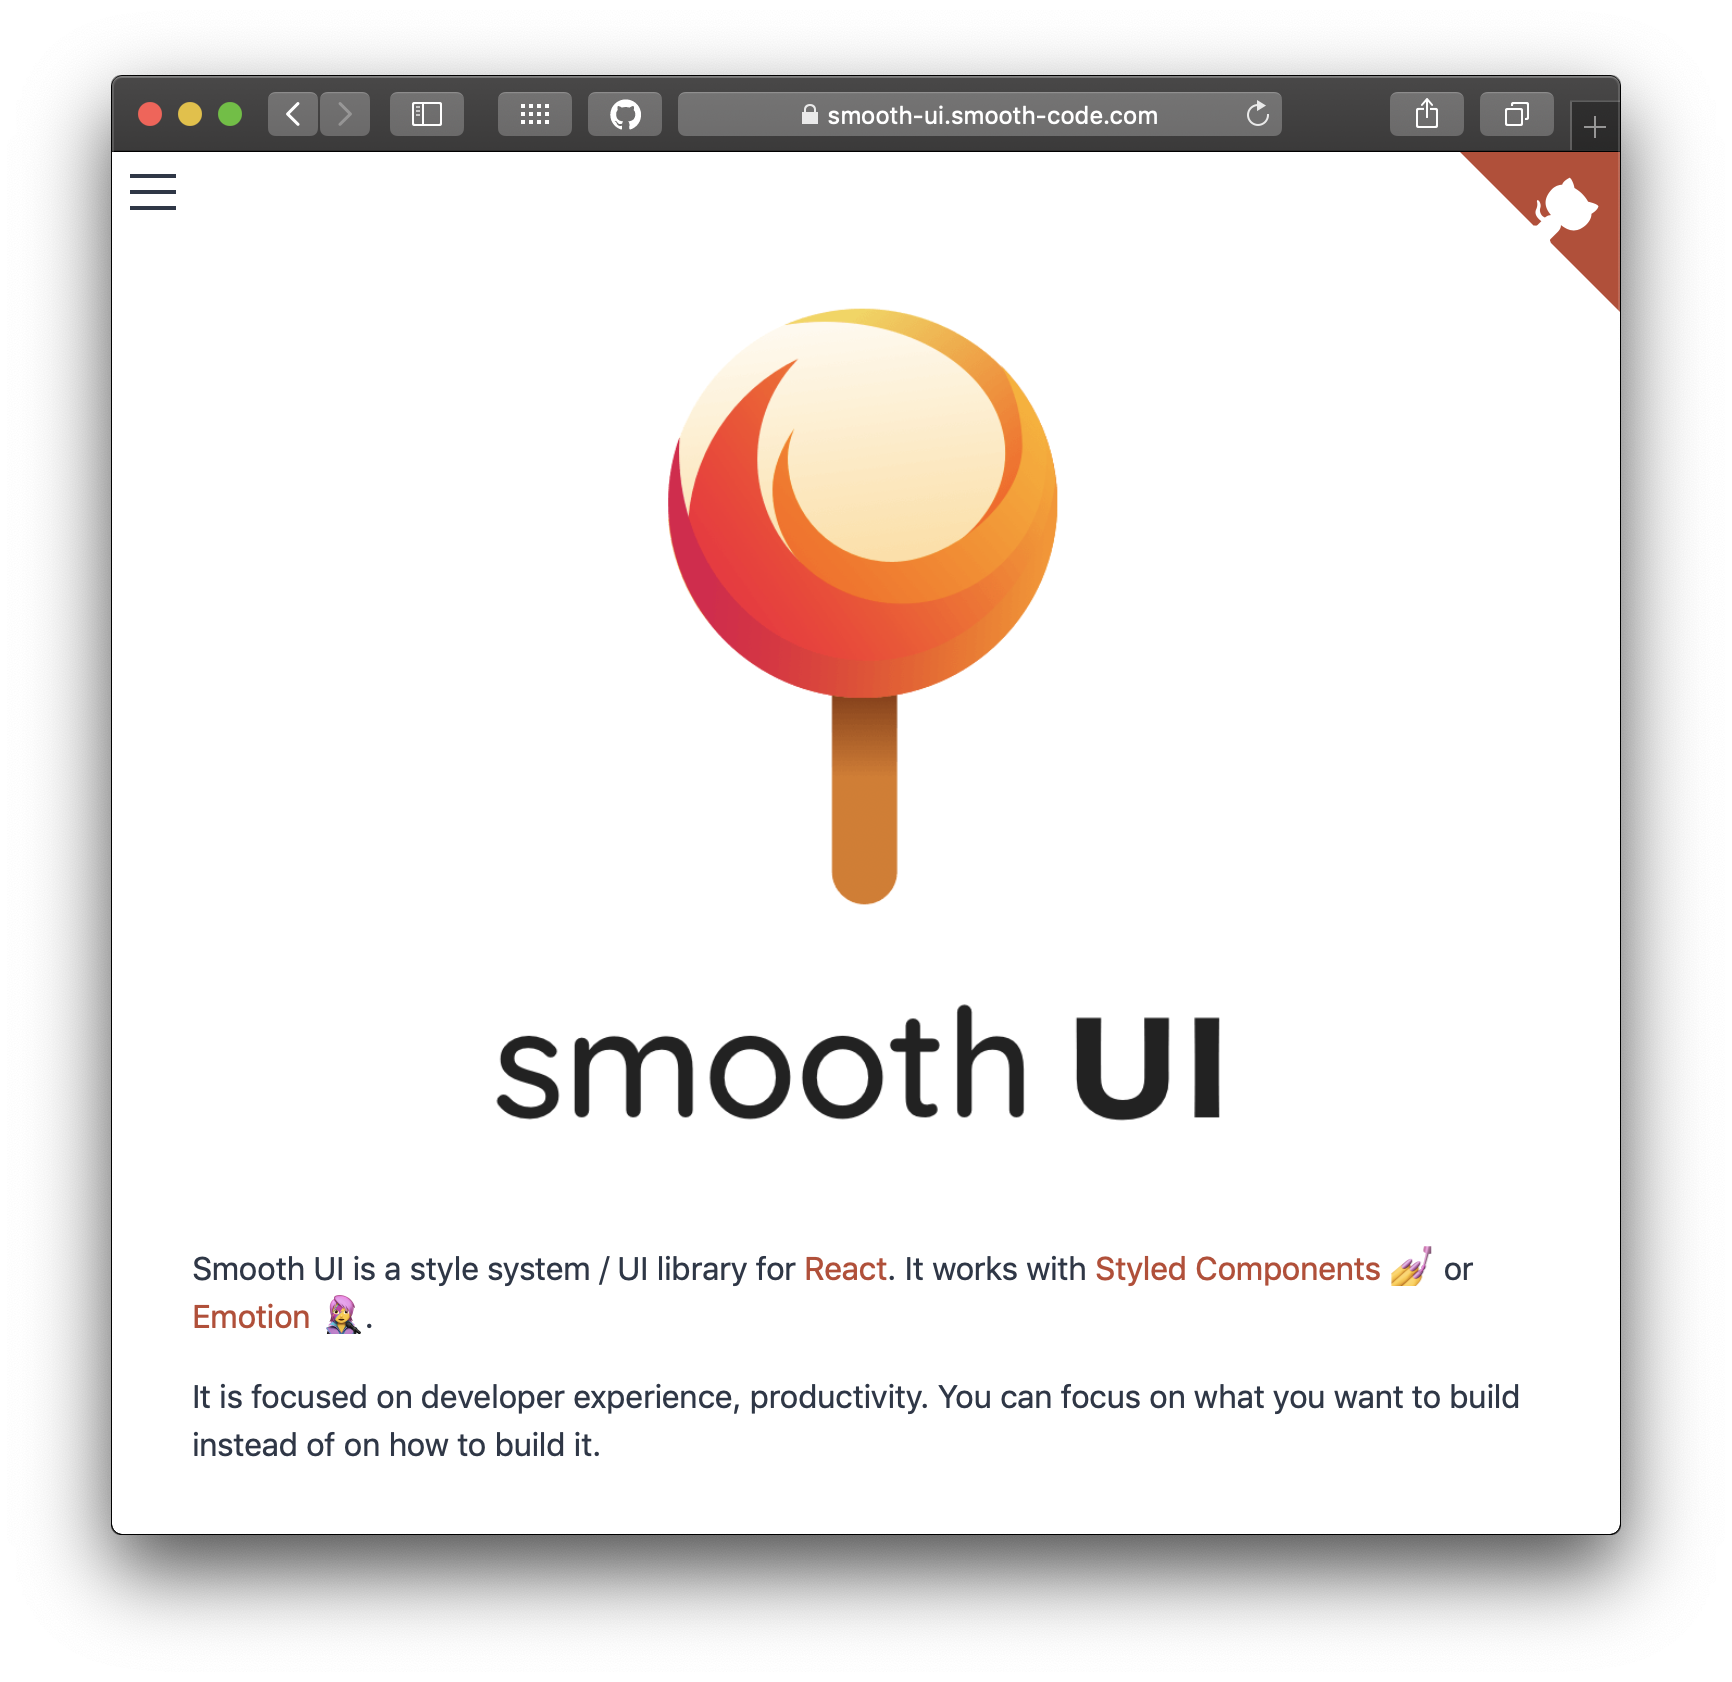 smooth-ui.smooth-code.com
smooth UI
Smooth UI is a style system / UI library for React. It works with Styled Components 💅 or
Emotion 👩‍🎤.
It is focused on developer experience, productivity. You can focus on what you want to build
instead of on how to build it.